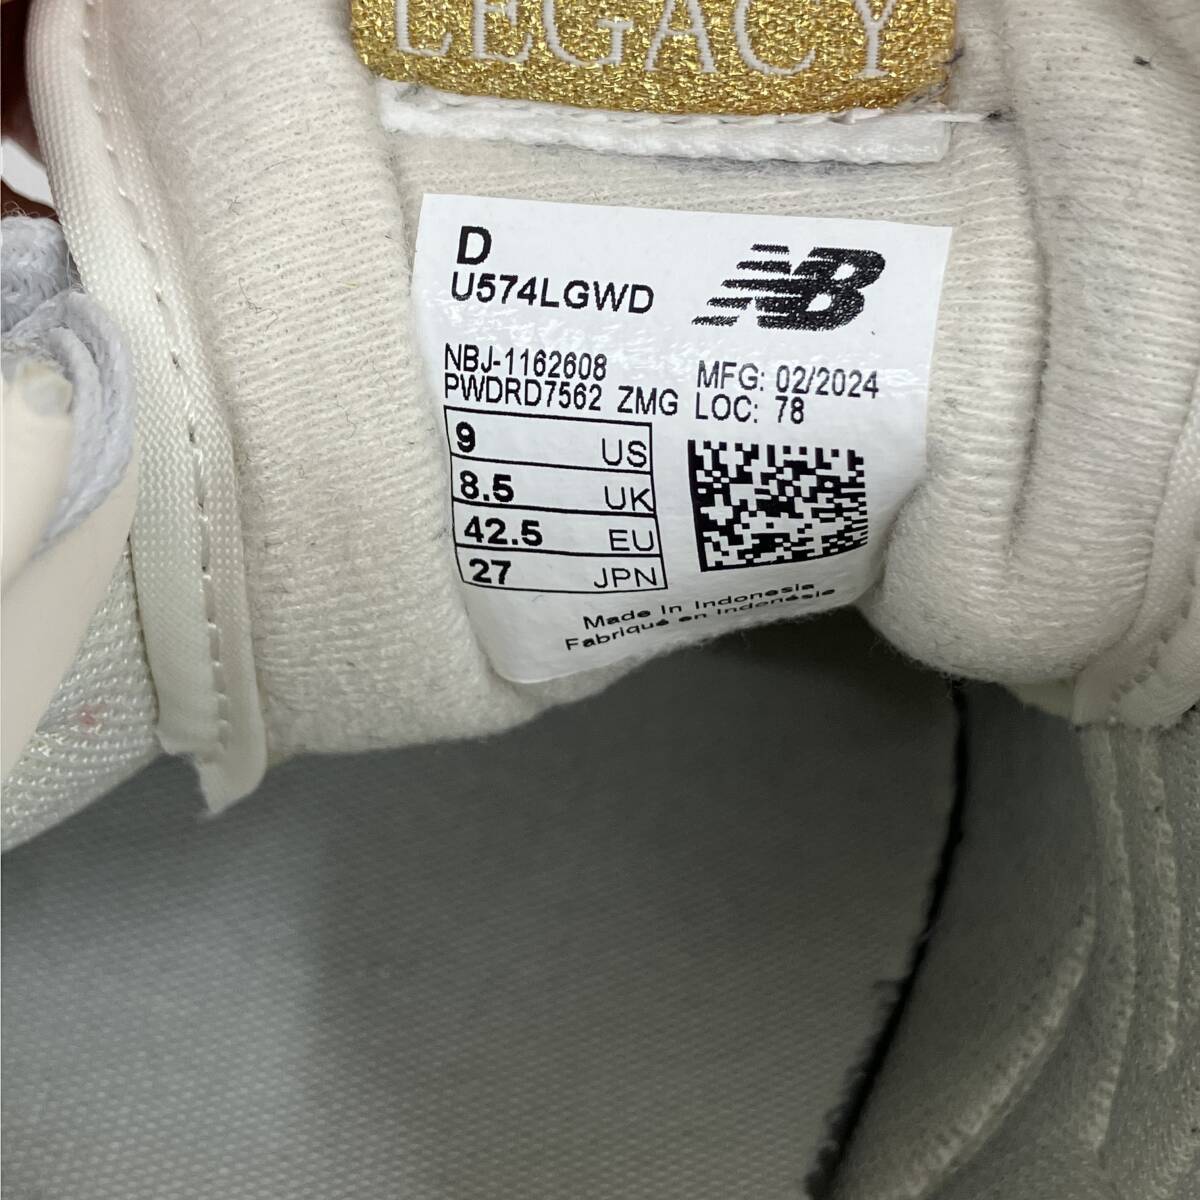 LEGACY
D
U574LGWD
NB
NBJ-1162608
PWDRD7562 ZMG
MFG: 02/2024
LOC: 78
9 US
8.5 UK
42.5 EU
27 JPN
Made In Indonesia
Fabriqué en Indonésie